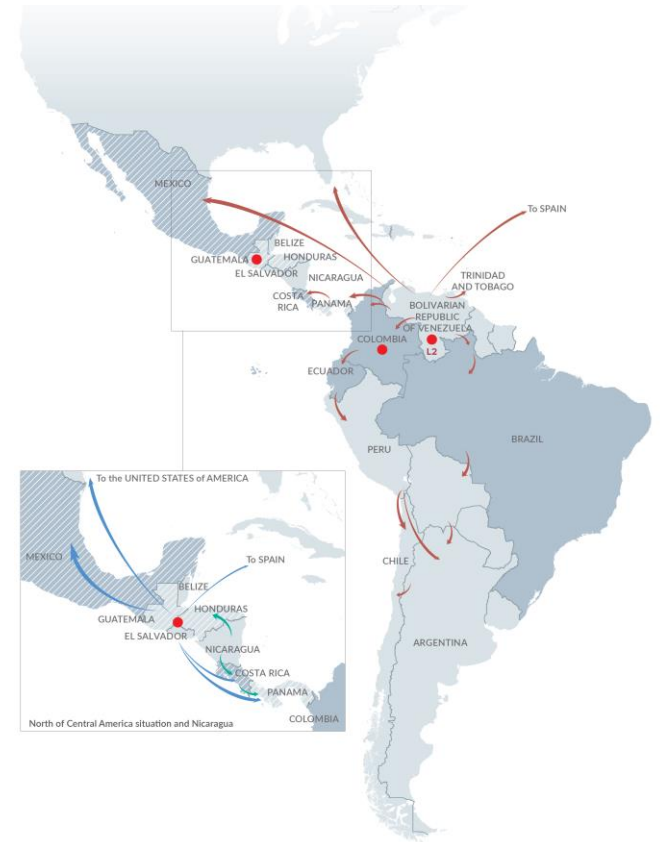 MEXICO
To SPAIN
BELIZE
GUATEMALA
HONDURAS
EL SALVADOR
NICARAGUA
TRINIDAD
AND TOBAGO
COSTA
RICA
PANAMA
BOLIVARIAN
REPUBLIC
OF VENEZUELA
COLOMBIA
L2
ECUADOR
BRAZIL
PERU
CHILE
ARGENTINA
To the UNITED STATES of AMERICA
MEXICO
To SPAIN
BELIZE
GUATEMALA
HONDURAS
EL SALVADOR
NICARAGUA
COSTA RICA
PANAMA
COLOMBIA
North of Central America situation and Nicaragua